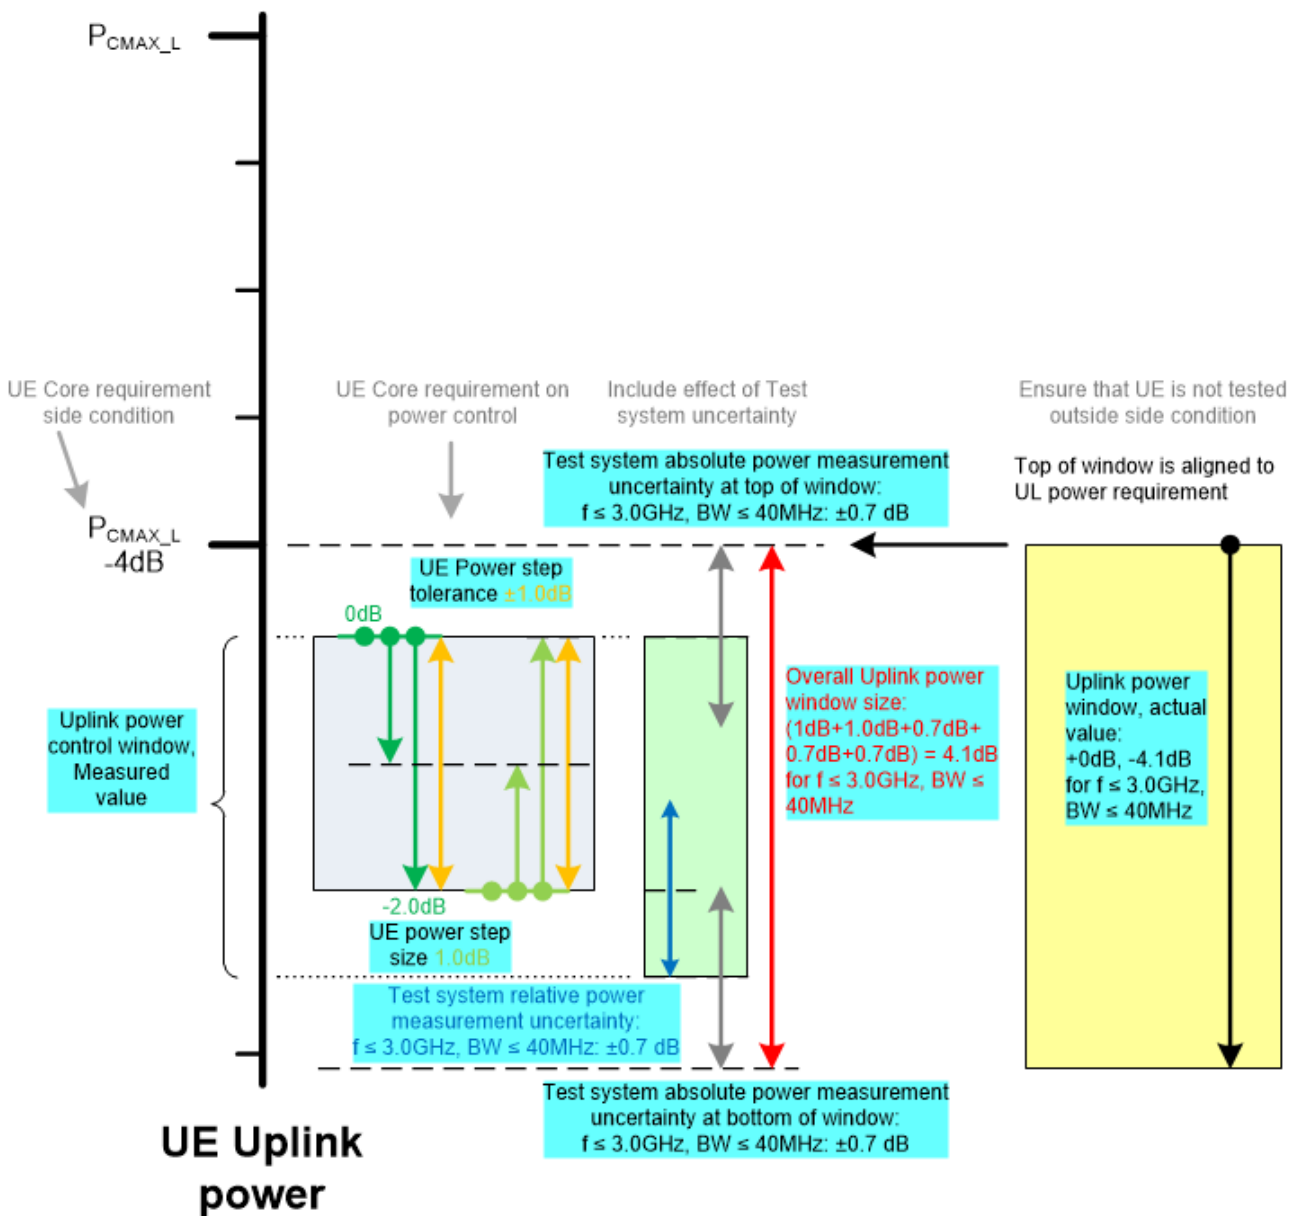 P_CMAX_L
UE Core requirement
side condition
UE Core requirement on
power control
Include effect of Test
system uncertainty
Ensure that UE is not tested
outside side condition
Test system absolute power measurement
uncertainty at top of window:
f ≤ 3.0GHz, BW ≤ 40MHz: ±0.7 dB
Top of window is aligned to
UL power requirement
P_CMAX_L
-4dB
UE Power step
tolerance ±1.0dB
0dB
Uplink power
control window,
Measured
value
Overall Uplink power
window size:
(1dB+1.0dB+0.7dB+
0.7dB+0.7dB) = 4.1dB
for f ≤ 3.0GHz, BW ≤
40MHz
Uplink power
window, actual
value:
+0dB, -4.1dB
for f ≤ 3.0GHz,
BW ≤ 40MHz
-2.0dB
UE power step
size 1.0dB
Test system relative power
measurement uncertainty:
f ≤ 3.0GHz, BW ≤ 40MHz: ±0.7 dB
Test system absolute power measurement
uncertainty at bottom of window:
f ≤ 3.0GHz, BW ≤ 40MHz: ±0.7 dB
UE Uplink
power